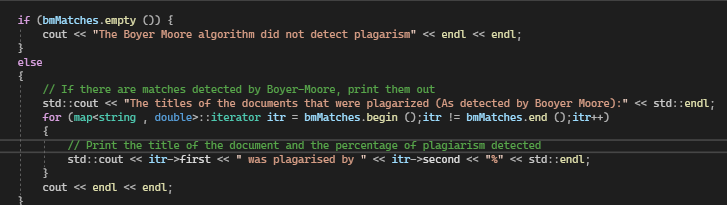 if (bmMatches.empty ()) {
cout << "The Boyer Moore algorithm did not detect plagarism" << endl << endl;
}
else
{
// If there are matches detected by Boyer-Moore, print them out
std::cout << "The titles of the documents that were plagarized (As detected by Booyer Moore):" << std::endl;
for (map<string , double>::iterator itr = bmMatches.begin ();itr != bmMatches.end ();itr++)
{
// Print the title of the document and the percentage of plagiarism detected
std::cout << itr->first << " was plagarised by " << itr->second << "%" << std::endl;
}
cout << endl << endl;
}